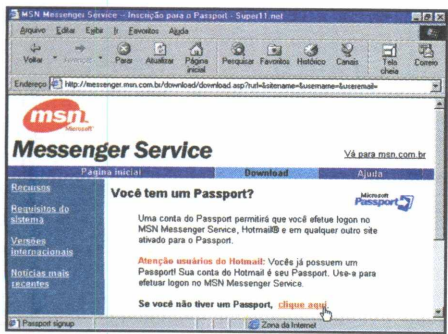 MSN Messenger Service - Inscrição para o Passport - Super11.net
Arquivo Editar Exibir Ir Favoritos Ajuda
Voltar Avançar Parar Atualizar Página inicial Pesquisar Favoritos Histórico Canais Tela cheia Correio
Endereço http://messenger.msn.com.br/download/download.asp?rurl=&sitename=&username=&useremail=
msn
Microsoft
Messenger Service
Vá para msn.com.br
Página inicial Download Ajuda
Recursos
Requisitos do
sistema
Versões
internacionais
Notícias mais
recentes
Você tem um Passport?
Microsoft
Passport
Uma conta do Passport permitirá que você efetue logon no
MSN Messenger Service, Hotmail® e em qualquer outro site
ativado para o Passport.
Atenção usuários do Hotmail: Vocês já possuem um
Passport! Sua conta do Hotmail é seu Passport. Use-a para
efetuar logon no MSN Messenger Service.
Se você não tiver um Passport, clique aqui.
Passport signup Zona da Internet